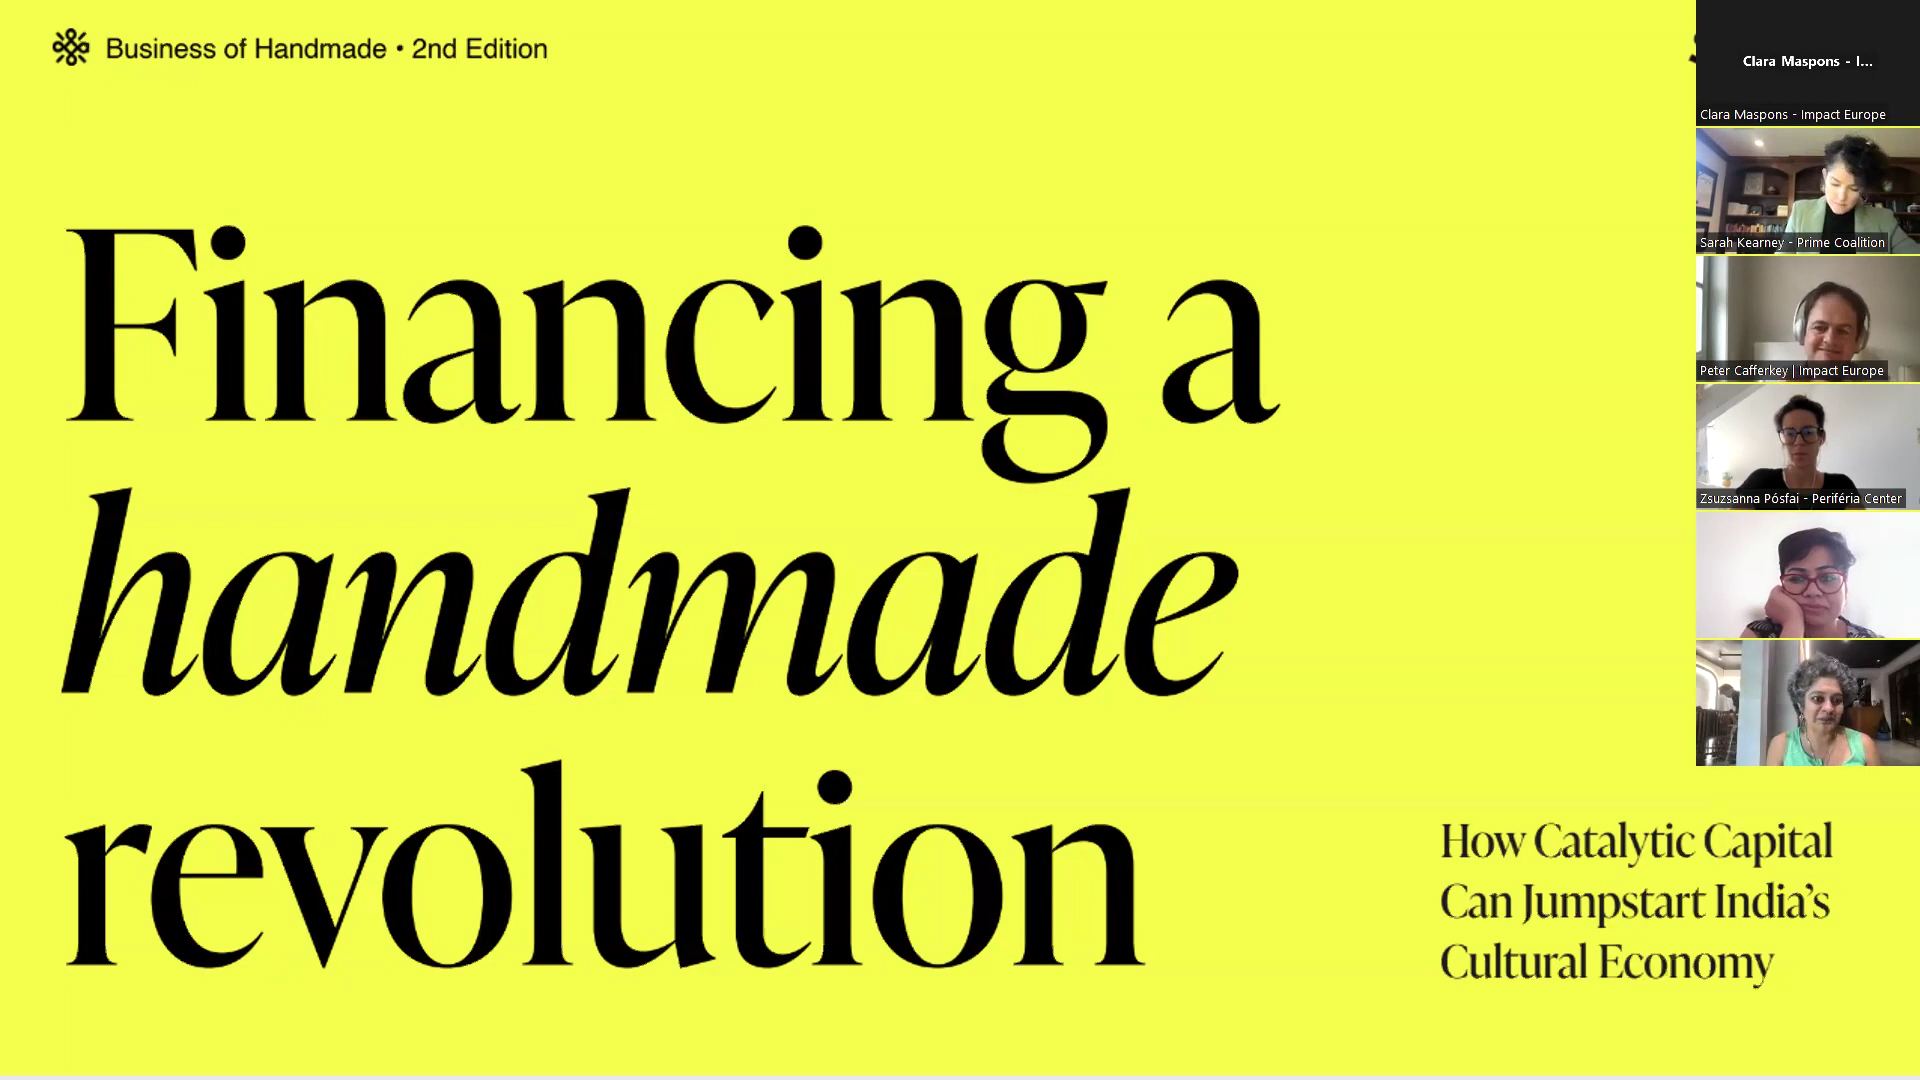 Business of Handmade • 2nd Edition
Financing a
handmade
revolution
How Catalytic Capital
Can Jumpstart India’s
Cultural Economy
Clara Maspons - I...
Clara Maspons - Impact Europe
Sarah Kearney - Prime Coalition
Peter Cafferkey | Impact Europe
Zsuzsanna Pósfai - Periféria Center